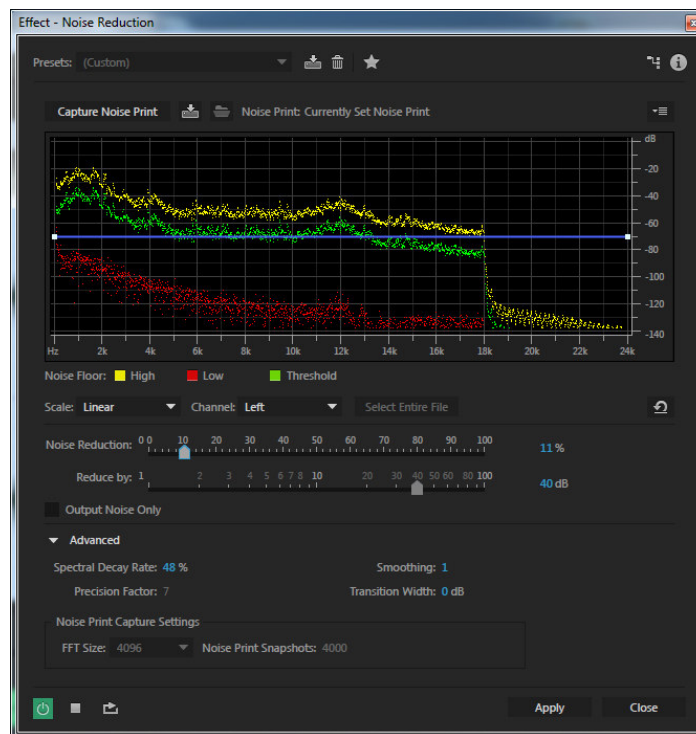 Effect - Noise Reduction
Presets: (Custom)
Capture Noise Print Noise Print: Currently Set Noise Print
dB
-20
-40
-60
-80
-100
-120
-140
Hz 2k 4k 6k 8k 10k 12k 14k 16k 18k 20k 22k 24k
Noise Floor: High Low Threshold
Scale: Linear Channel: Left Select Entire File
Noise Reduction: 0 0 10 20 30 40 50 60 70 80 90 100 11 %
Reduce by: 1 2 3 4 5 6 7 8 10 20 30 40 50 60 80 100 40 dB
Output Noise Only
Advanced
Spectral Decay Rate: 48 % Smoothing: 1
Precision Factor: 7 Transition Width: 0 dB
Noise Print Capture Settings
FFT Size: 4096 Noise Print Snapshots: 4000
Apply Close